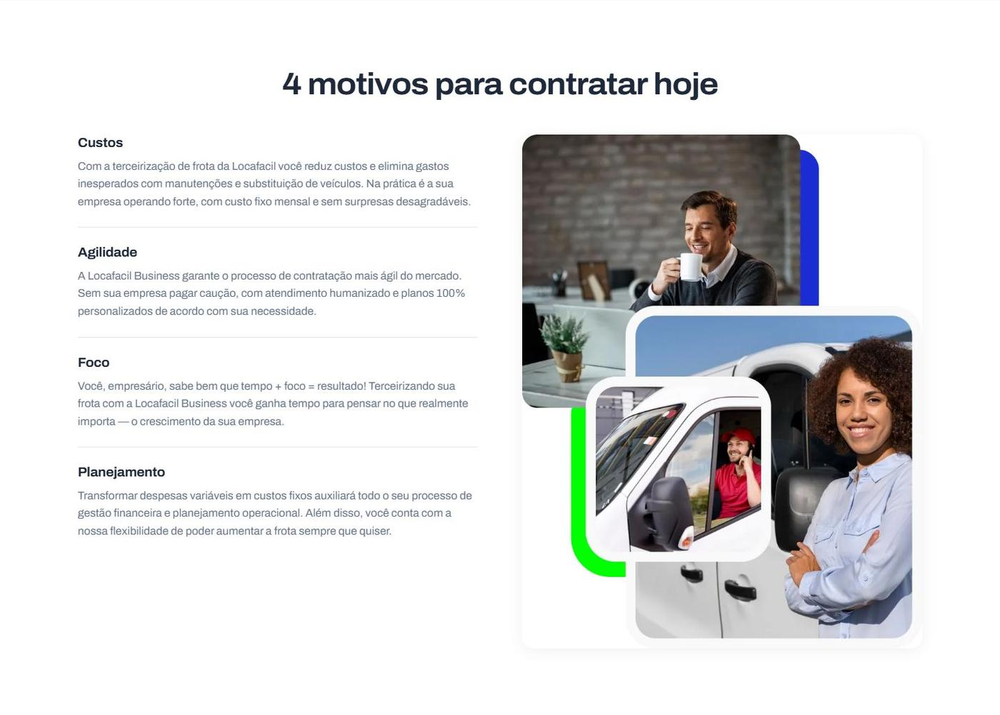 4 motivos para contratar hoje
Custos
Com a terceirização de frota da Locafacil você reduz custos e elimina gastos
inesperados com manutenções e substituição de veículos. Na prática é a sua
empresa operando forte, com custo fixo mensal e sem surpresas desagradáveis.
Agilidade
A Locafacil Business garante o processo de contratação mais ágil do mercado.
Sem sua empresa pagar caução, com atendimento humanizado e planos 100%
personalizados de acordo com sua necessidade.
Foco
Você, empresário, sabe bem que tempo + foco = resultado! Terceirizando sua
frota com a Locafacil Business você ganha tempo para pensar no que realmente
importa — o crescimento da sua empresa.
Planejamento
Transformar despesas variáveis em custos fixos auxiliará todo o seu processo de
gestão financeira e planejamento operacional. Além disso, você conta com a
nossa flexibilidade de poder aumentar a frota sempre que quiser.